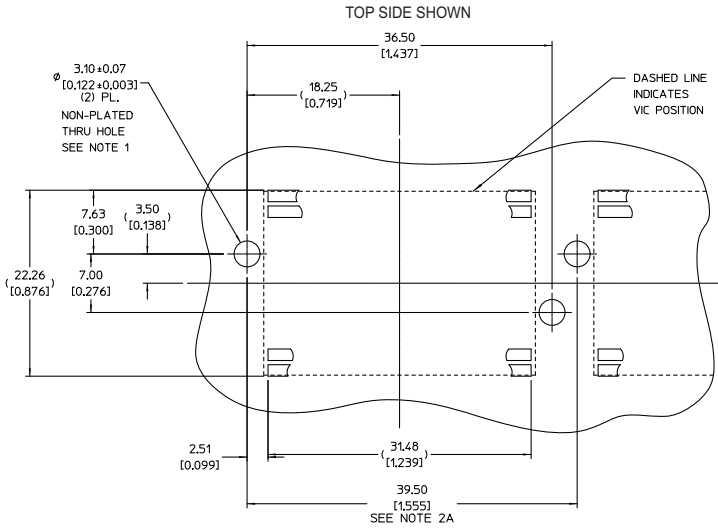 TOP SIDE SHOWN
36.50
[1.437]
3.10±0.07
⌀ [0.122±0.003]
(2) PL.
NON-PLATED
THRU HOLE
SEE NOTE 1
( 18.25 )
[0.719]
DASHED LINE
INDICATES
VIC POSITION
7.63
[0.300]
( 3.50 )
[0.138]
( 22.26 )
[0.876]
7.00
[0.276]
2.51
[0.099]
( 31.48 )
[1.239]
39.50
[1.555]
SEE NOTE 2A